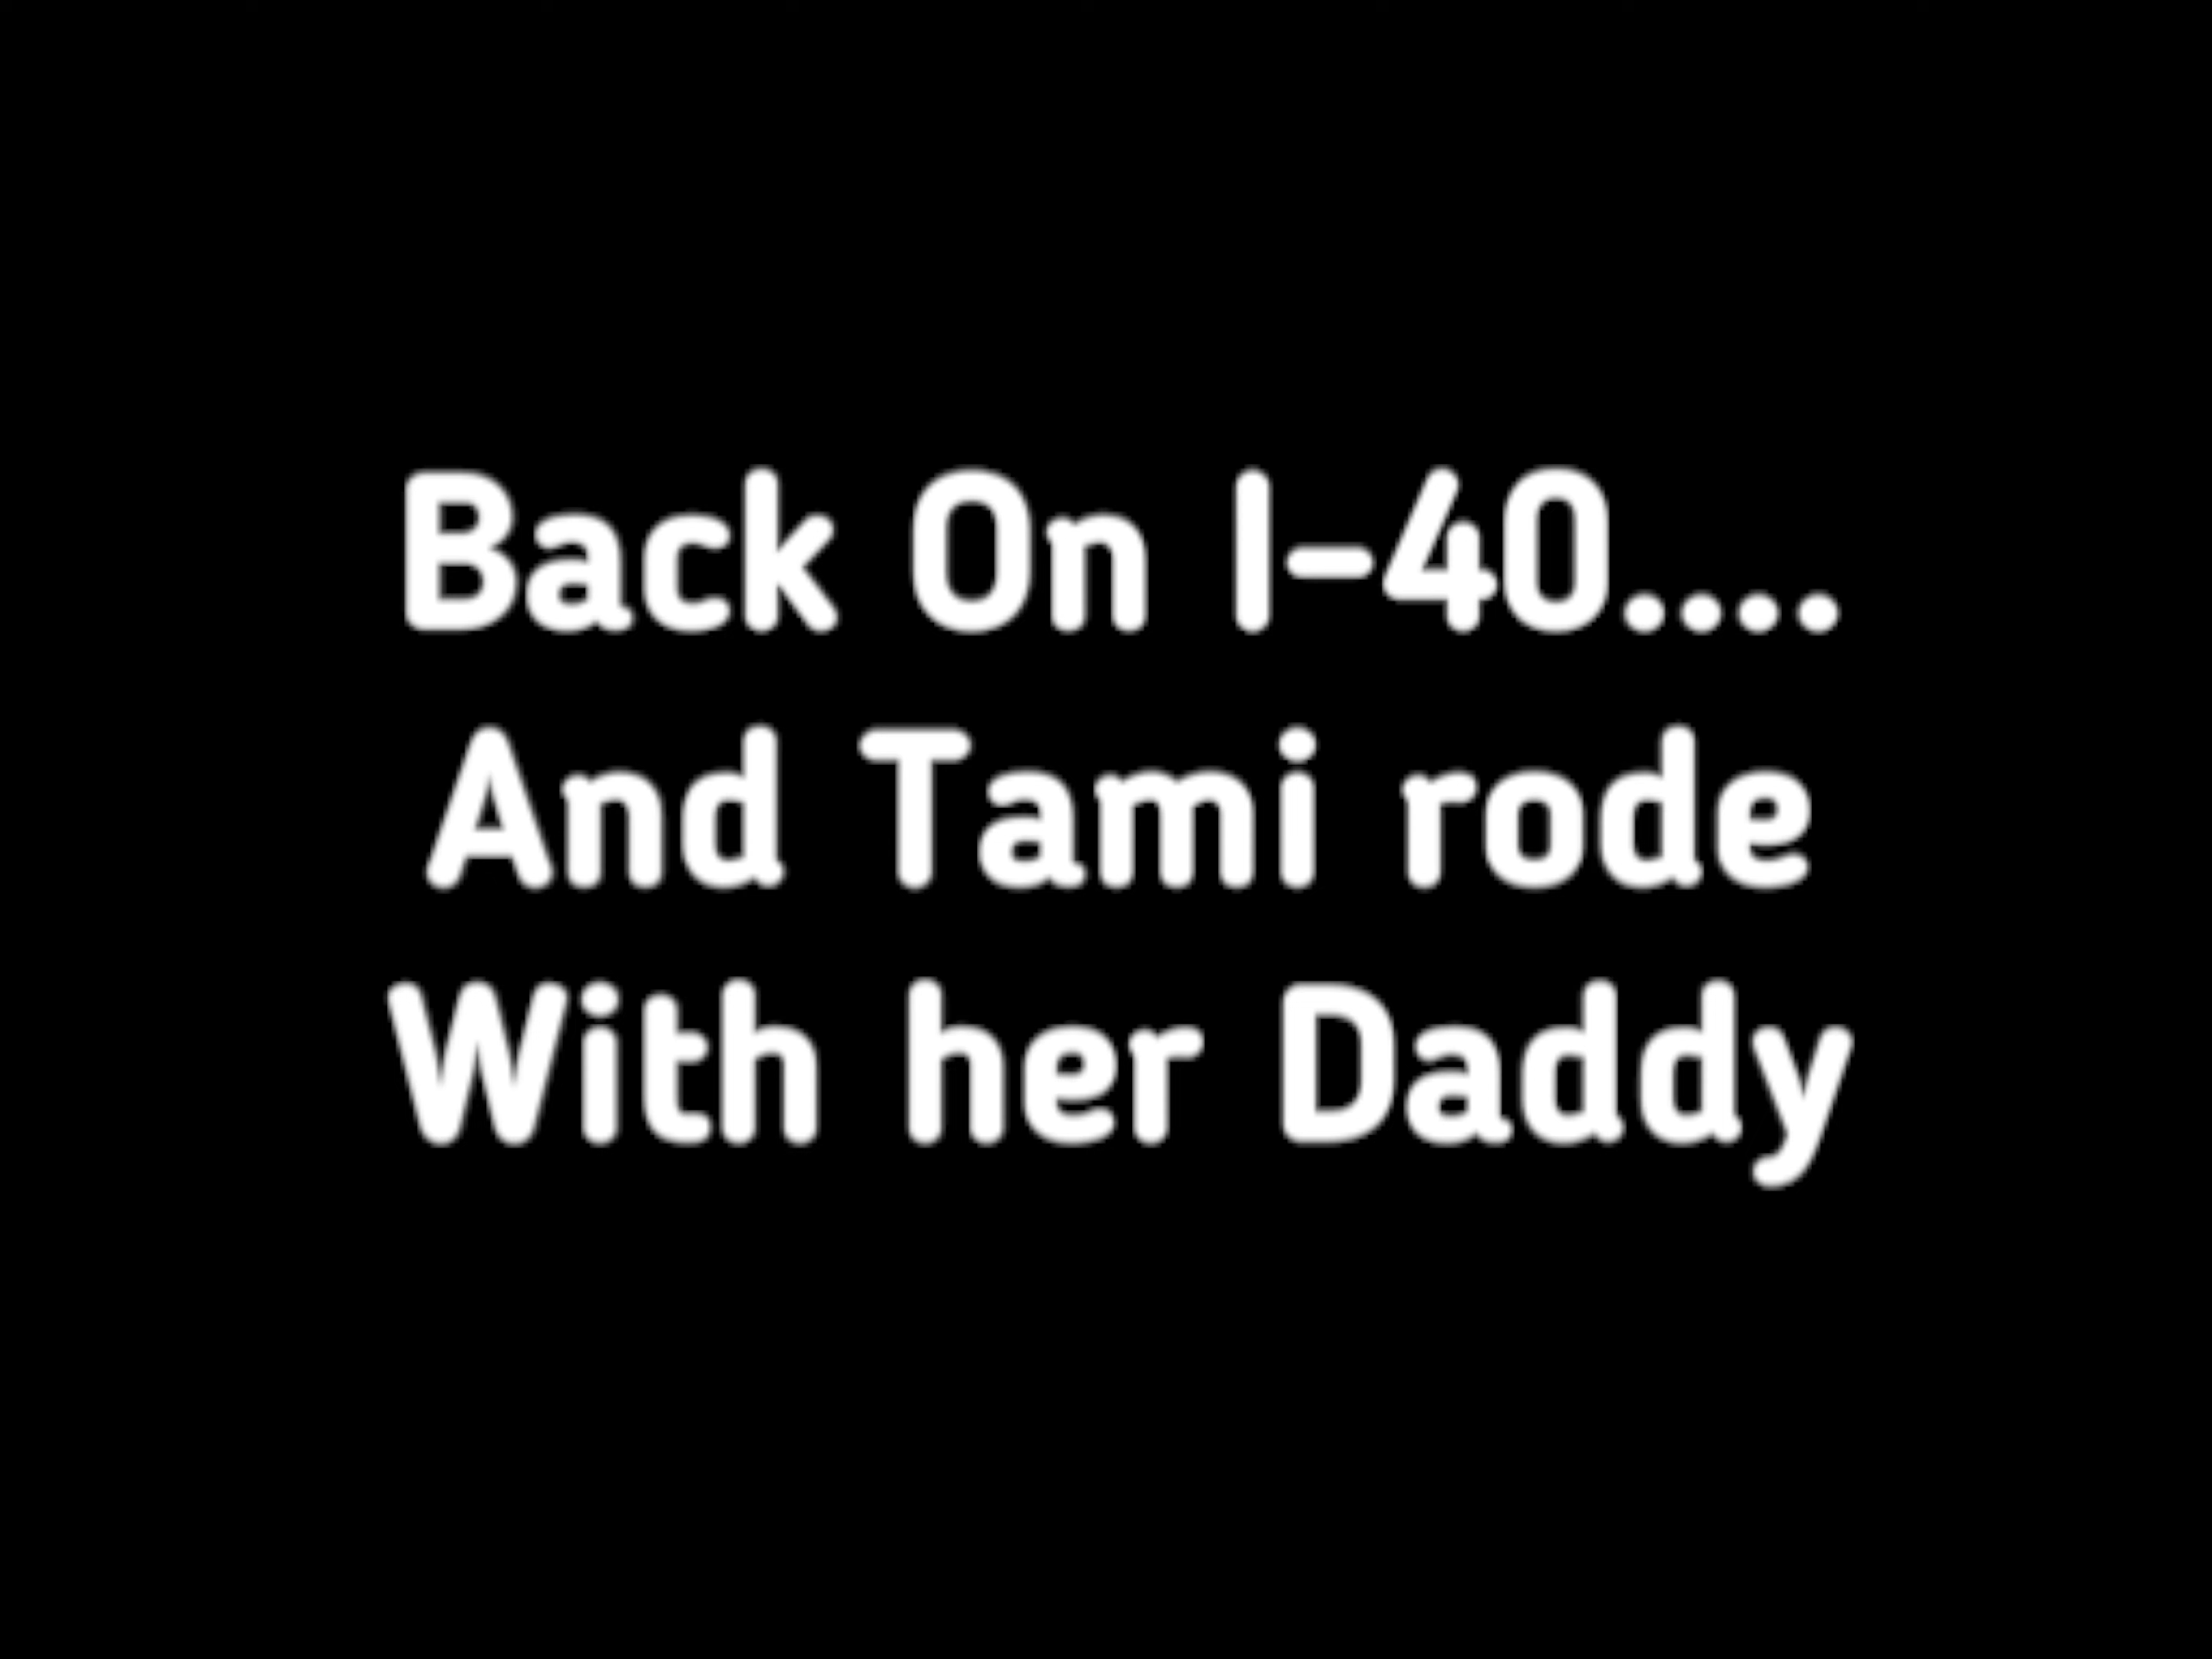 Back On I-40....
And Tami rode
With her Daddy